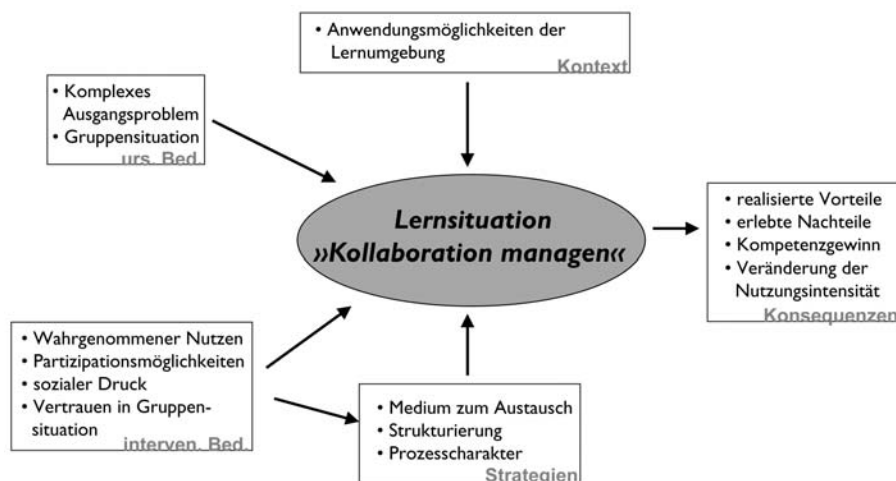 • Anwendungsmöglichkeiten der
Lernumgebung
Kontext
• Komplexes
Ausgangsproblem
• Gruppensituation
urs. Bed.
Lernsituation
»Kollaboration managen«
• realisierte Vorteile
• erlebte Nachteile
• Kompetenzgewinn
• Veränderung der
Nutzungsintensität
Konsequenzen
• Wahrgenommener Nutzen
• Partizipationsmöglichkeiten
• sozialer Druck
• Vertrauen in Gruppen-
situation
interven. Bed.
• Medium zum Austausch
• Strukturierung
• Prozesscharakter
Strategien